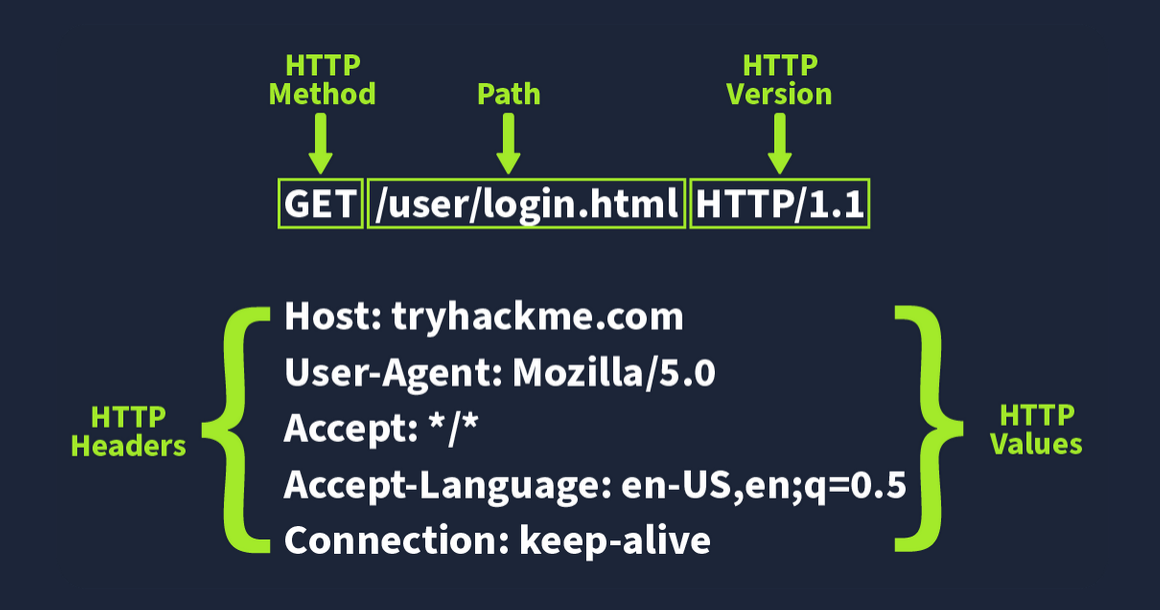 HTTP
Method
Path
HTTP
Version
GET /user/login.html HTTP/1.1
Host: tryhackme.com
User-Agent: Mozilla/5.0
Accept: */*
Accept-Language: en-US,en;q=0.5
Connection: keep-alive
HTTP
Headers
HTTP
Values